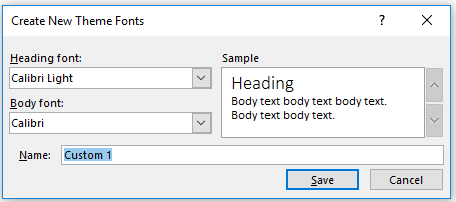 Create New Theme Fonts
?
Heading font:
Calibri Light
Body font:
Calibri
Sample
Heading
Body text body text body text.
Body text body text.
Name: Custom 1
Save Cancel